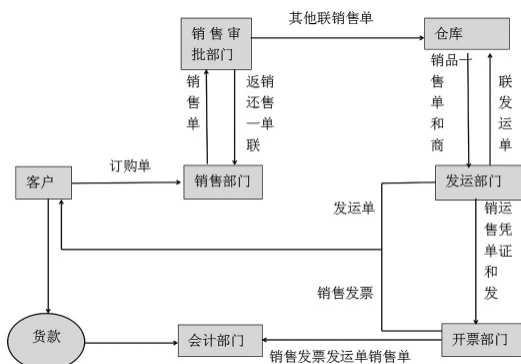 其他联销售单
销售审
批部门
仓库
销售单
返还一联
销售单
销售单和商
品一
联发运单
订购单
客户
销售部门
发运部门
发运单
销售单和发
运凭证
销售发票
货款
会计部门
开票部门
销售发票发运单销售单